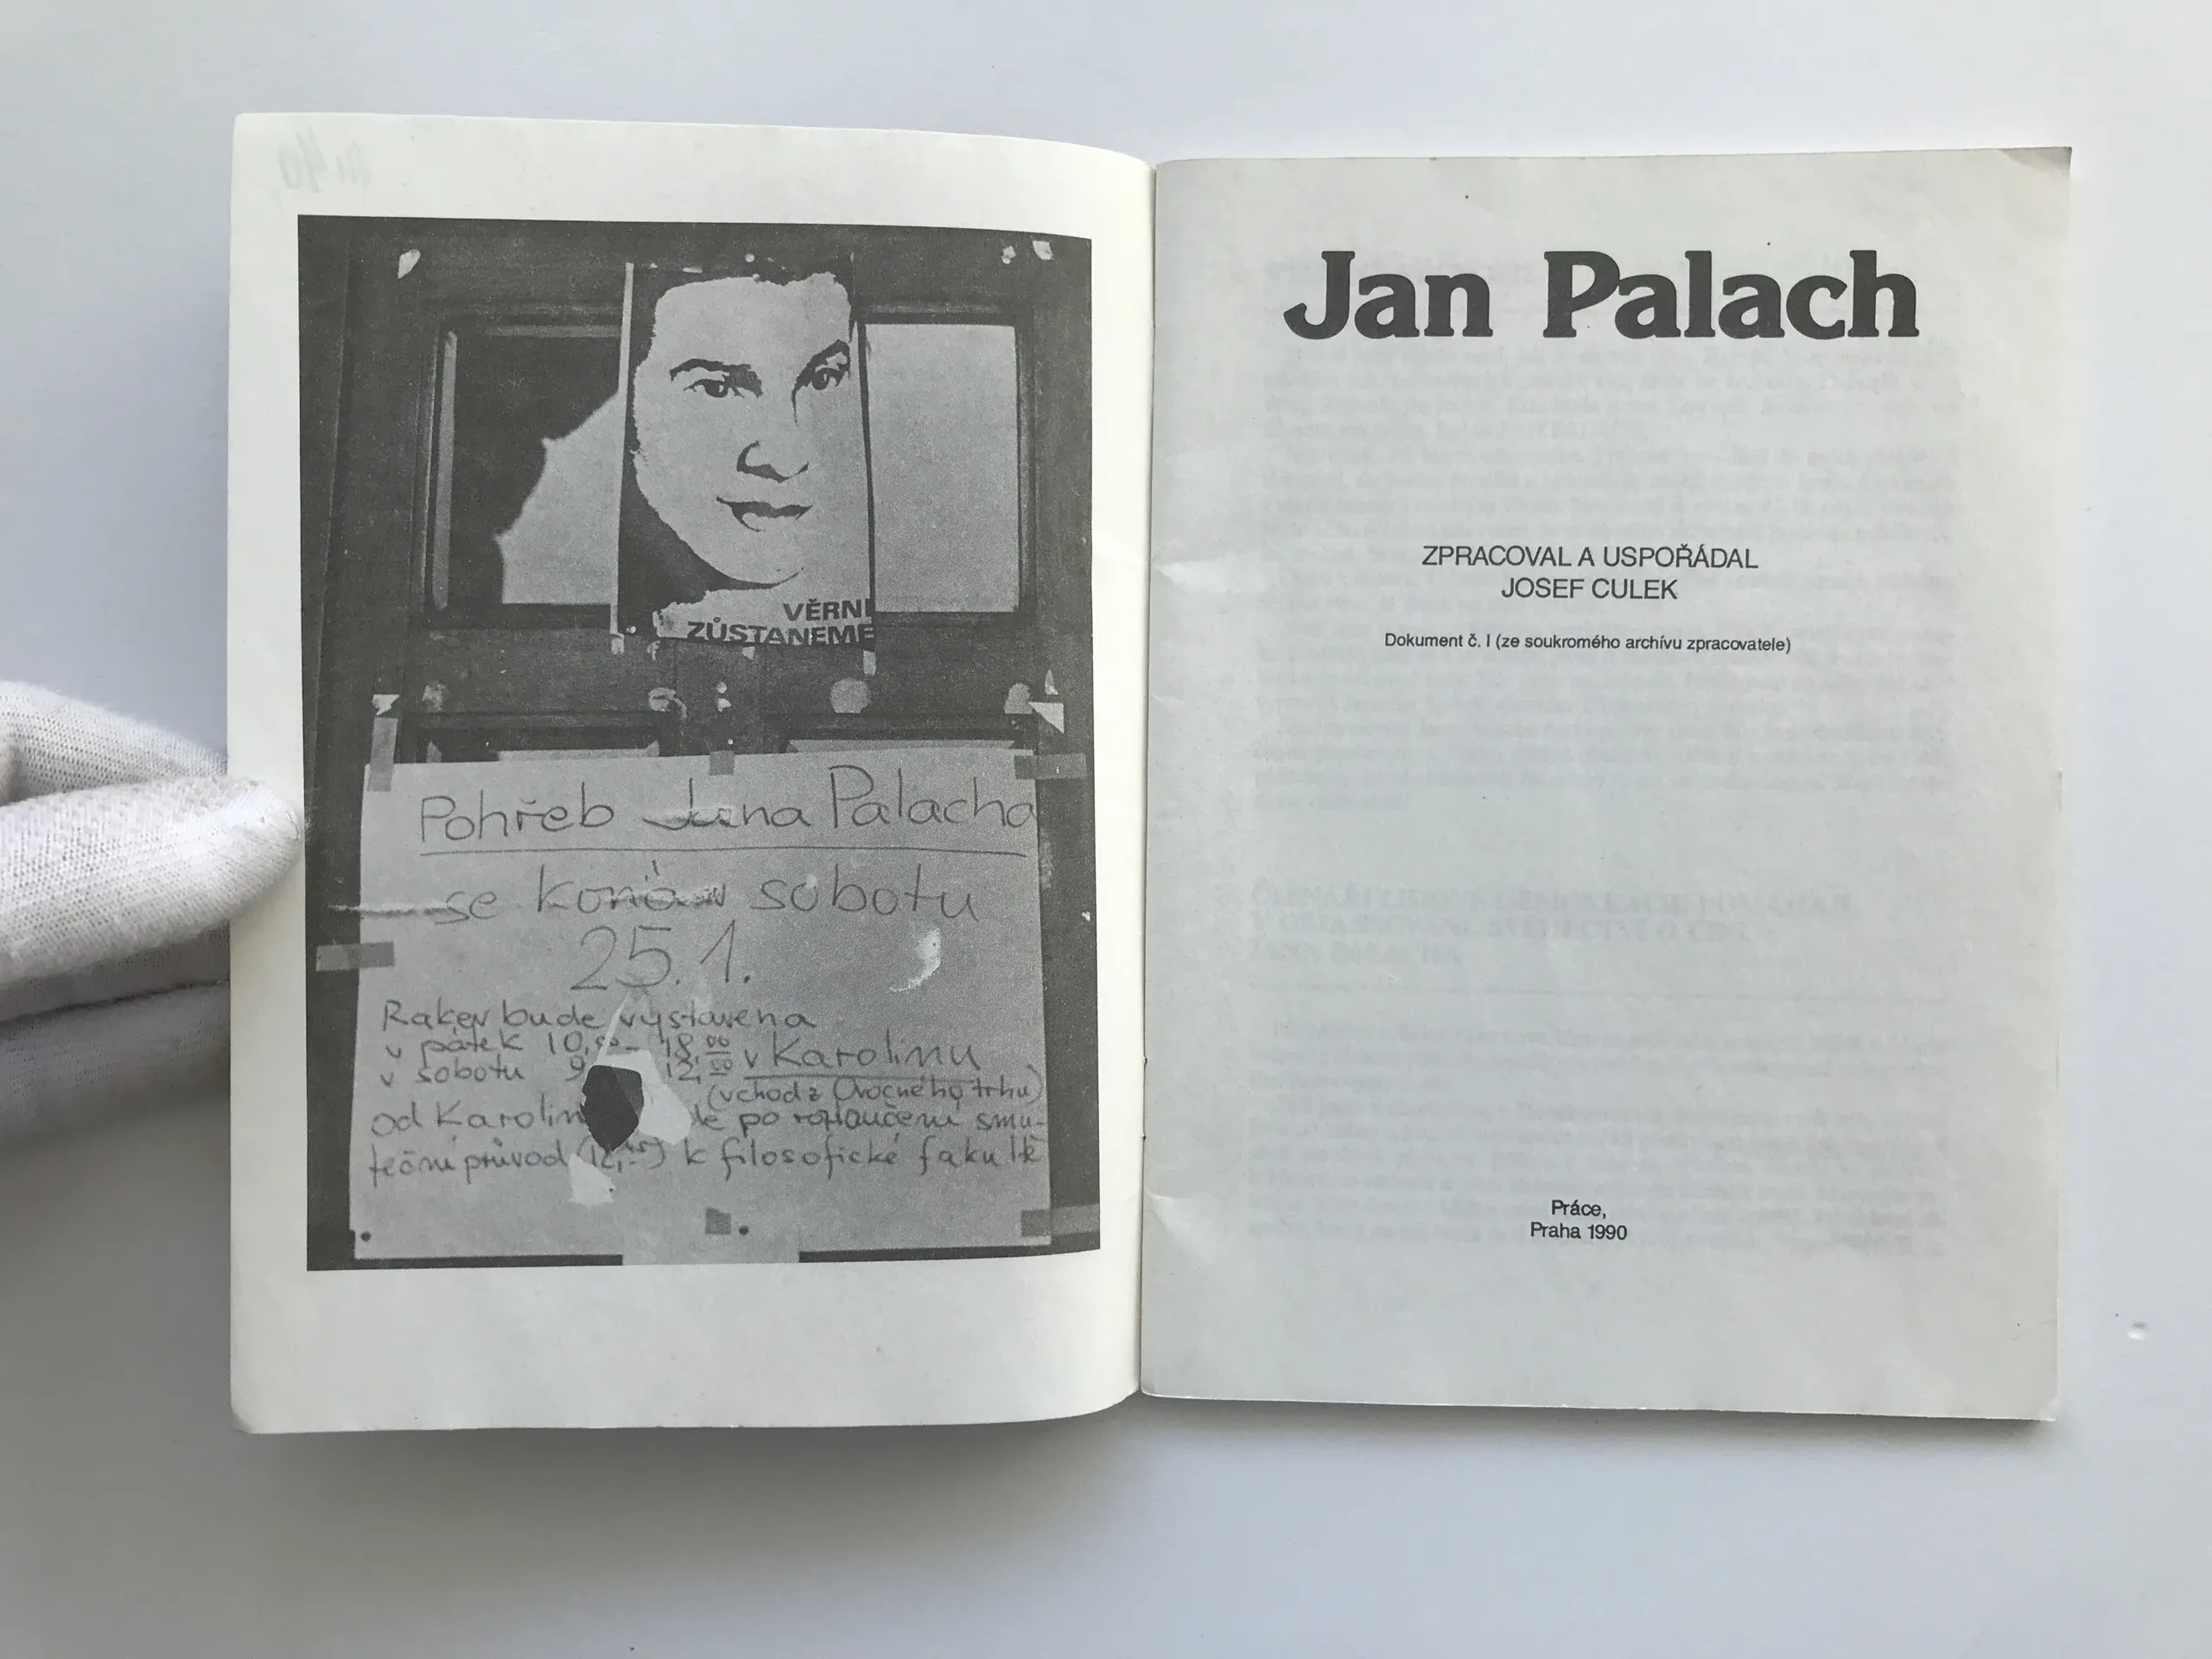 VĚRNI
ZŮSTANEME
Pohřeb Jana Palacha
se koná v sobotu
25.1.
Rakev bude vystavena
v pátek 10,00 - 18,00 v Karolinu
v sobotu 9 12,00
(vchod z Ovocného trhu)
od Karolin po rozloučení smu-
teční průvod k filosofické fakultě
Jan Palach
ZPRACOVAL A USPOŘÁDAL
JOSEF CULEK
Dokument č. I (ze soukromého archívu zpracovatele)
Práce,
Praha 1990